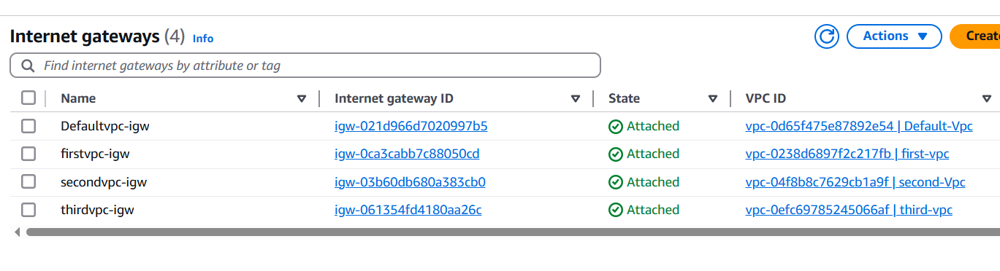 Internet gateways (4) Info Actions
Find internet gateways by attribute or tag
Name Internet gateway ID State VPC ID
Defaultvpc-igw igw-021d966d7020997b5 Attached vpc-0d65f475e87892e54 | Default-Vpc
firstvpc-igw igw-0ca3cabb7c88050cd Attached vpc-0238d6897f2c217fb | first-vpc
secondvpc-igw igw-03b60db680a383cb0 Attached vpc-04f8b8c7629cb1a9f | second-Vpc
thirdvpc-igw igw-061354fd4180aa26c Attached vpc-0efc69785245066af | third-vpc